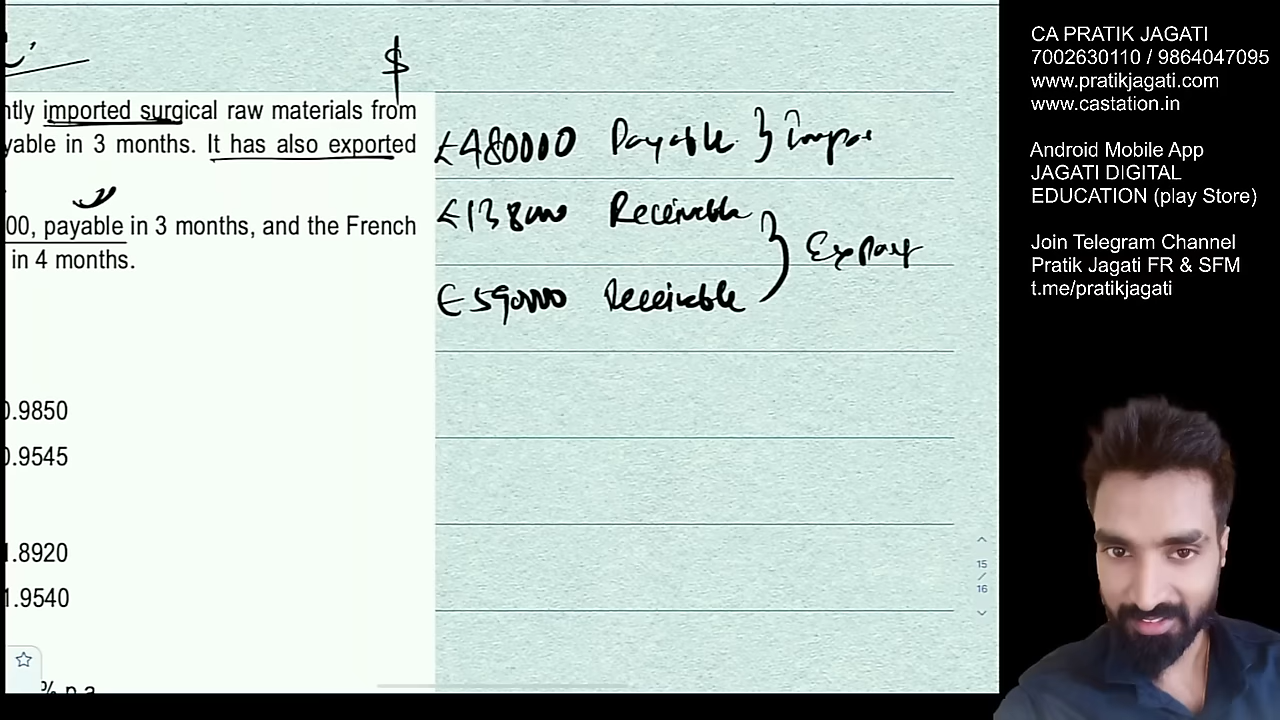 $
ntly imported surgical raw materials from
yable in 3 months. It has also exported
00, payable in 3 months, and the French
in 4 months.
0.9850
0.9545
1.8920
1.9540
% p.a
£480000 Payable } Impo
£138000 Receivable
€590000 Receivable } Export
15
/
16
CA PRATIK JAGATI
7002630110 / 9864047095
www.pratikjagati.com
www.castation.in
Android Mobile App
JAGATI DIGITAL
EDUCATION (play Store)
Join Telegram Channel
Pratik Jagati FR & SFM
t.me/pratikjagati